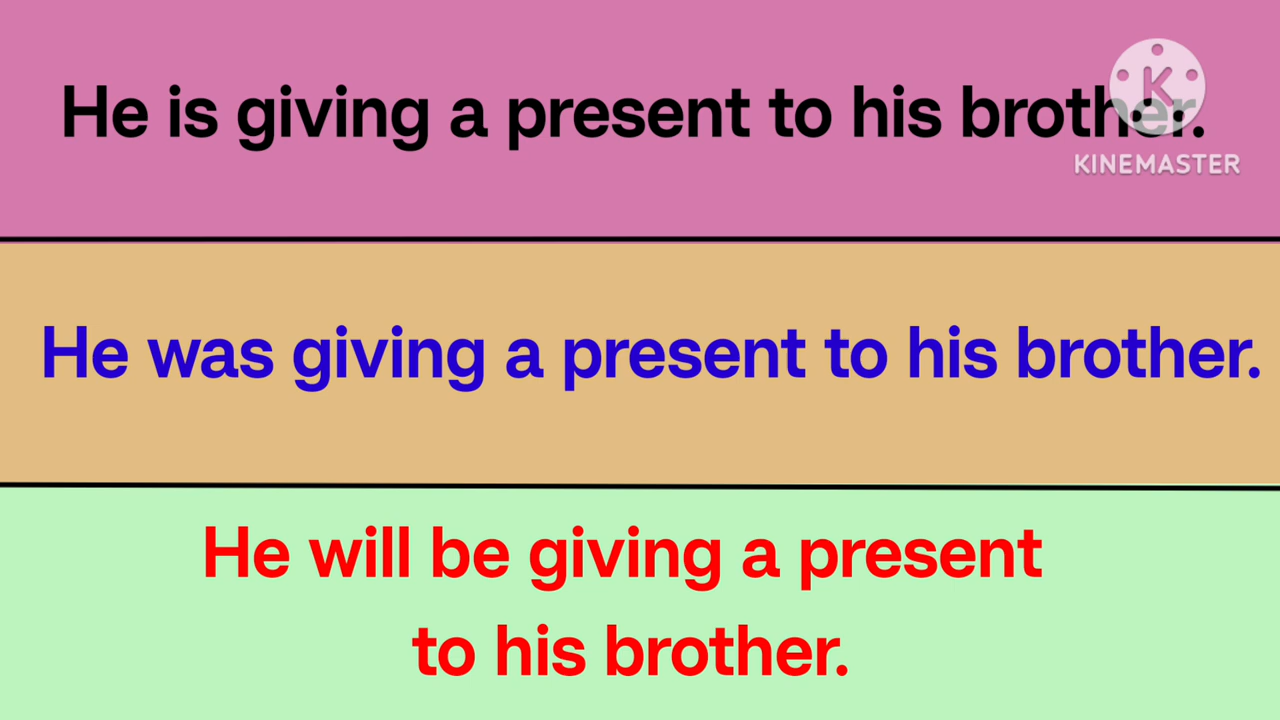 He is giving a present to his brother.
KINEMASTER
He was giving a present to his brother.
He will be giving a present
to his brother.